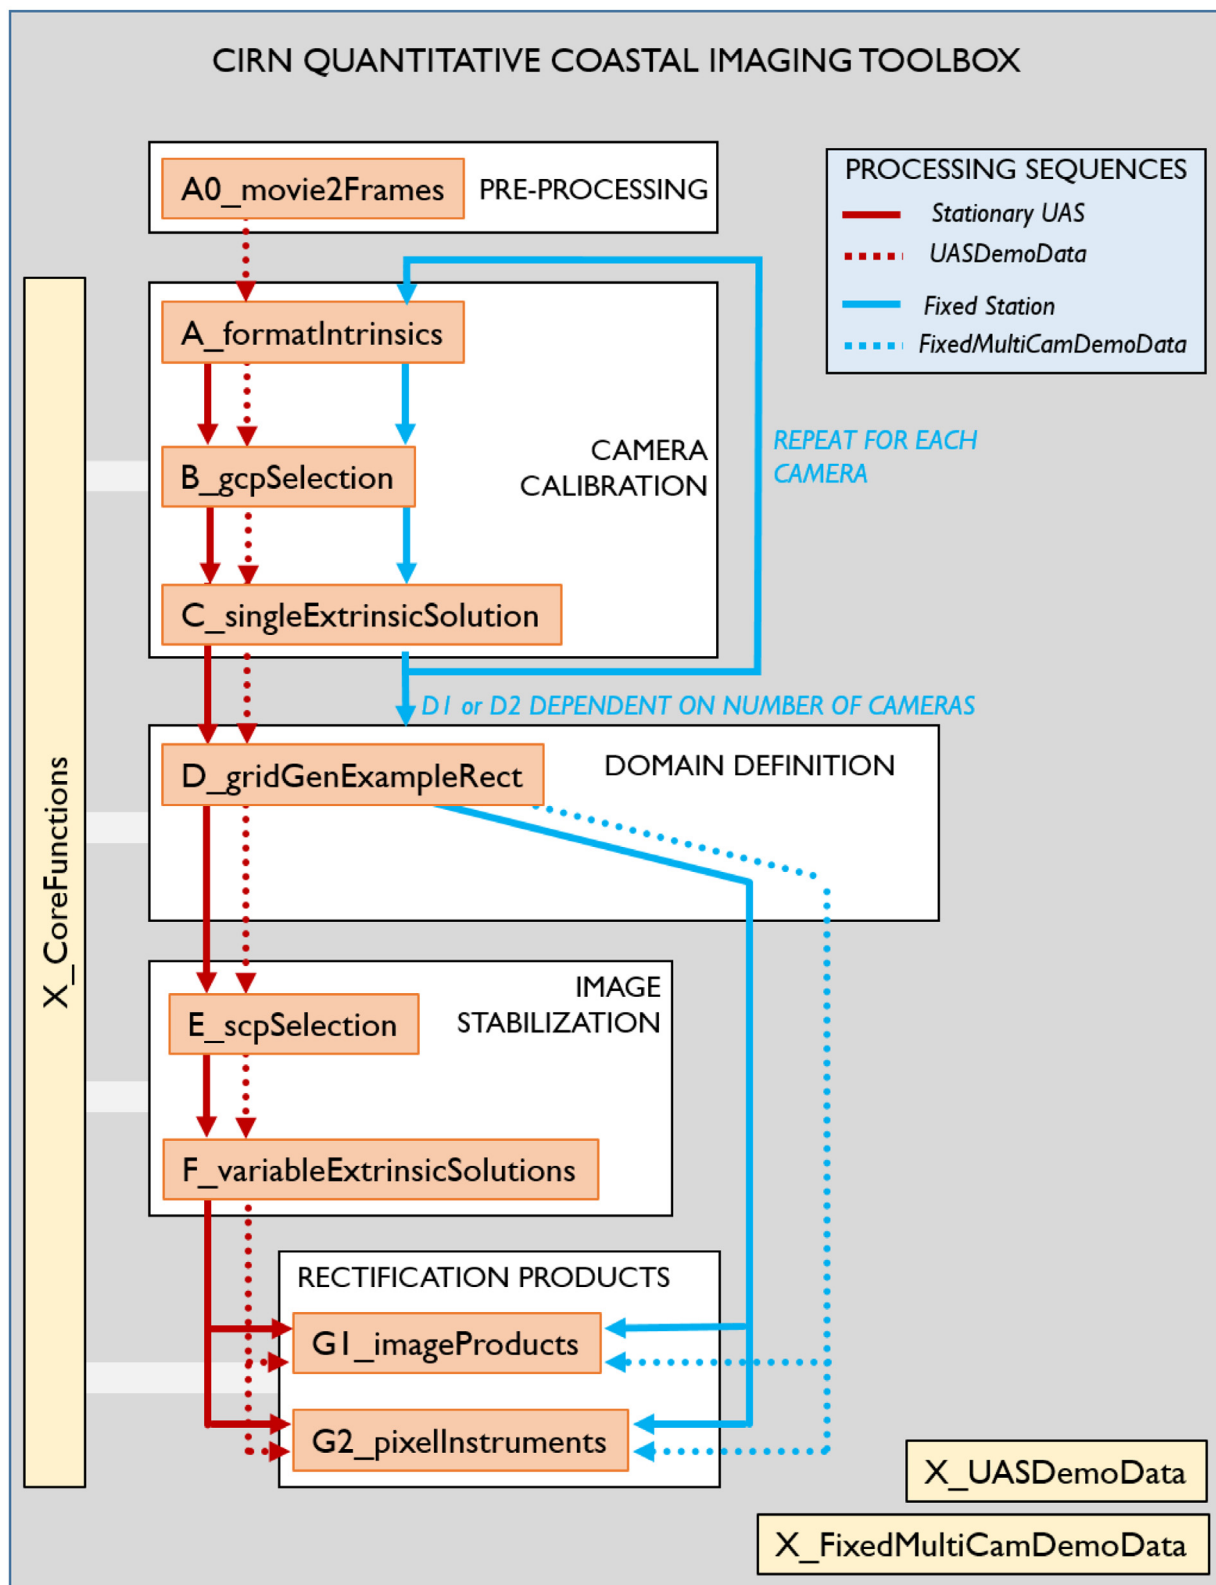 CIRN QUANTITATIVE COASTAL IMAGING TOOLBOX
A0_movie2Frames
PRE-PROCESSING
PROCESSING SEQUENCES
Stationary UAS
UASDemoData
Fixed Station
FixedMultiCamDemoData
A_formatIntrinsics
B_gcpSelection
CAMERA
CALIBRATION
REPEAT FOR EACH
CAMERA
C_singleExtrinsicSolution
D1 or D2 DEPENDENT ON NUMBER OF CAMERAS
D_gridGenExampleRect
DOMAIN DEFINITION
X_CoreFunctions
E_scpSelection
IMAGE
STABILIZATION
F_variableExtrinsicSolutions
RECTIFICATION PRODUCTS
G1_imageProducts
G2_pixelInstruments
X_UASDemoData
X_FixedMultiCamDemoData